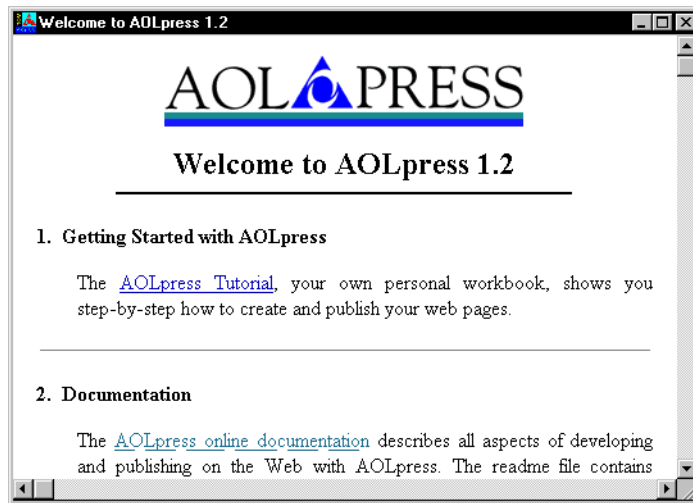 Welcome to AOLpress 1.2
AOL PRESS
Welcome to AOLpress 1.2
1. Getting Started with AOLpress
The AOLpress Tutorial, your own personal workbook, shows you
step-by-step how to create and publish your web pages.
2. Documentation
The AOLpress online documentation describes all aspects of developing
and publishing on the Web with AOLpress. The readme file contains